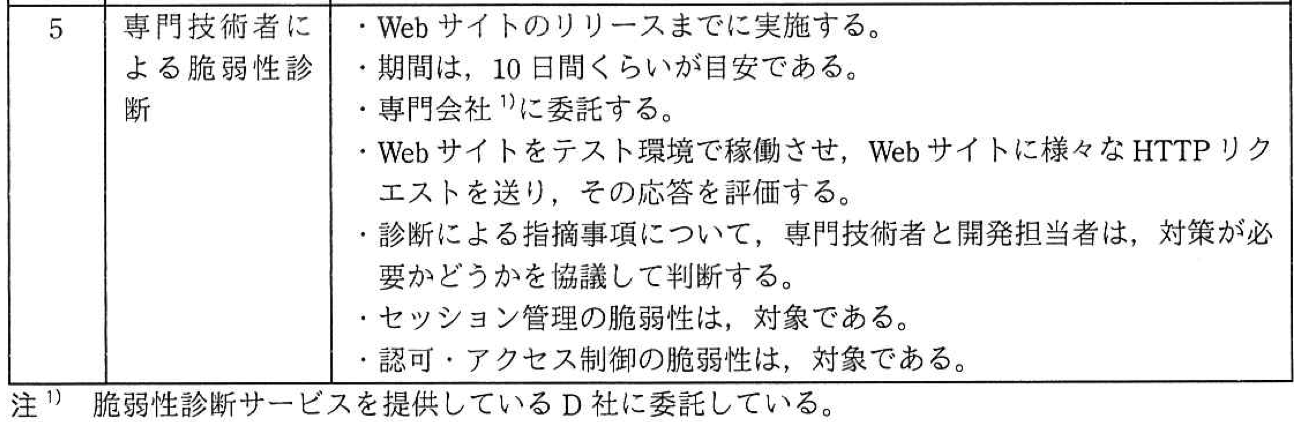 5 専門技術者に ・Web サイトのリリースまでに実施する。
よる脆弱性診 ・期間は，10 日間くらいが目安である。
断 ・専門会社 1)に委託する。
・Web サイトをテスト環境で稼働させ，Web サイトに様々な HTTP リク
エストを送り，その応答を評価する。
・診断による指摘事項について，専門技術者と開発担当者は，対策が必
要かどうかを協議して判断する。
・セッション管理の脆弱性は，対象である。
・認可・アクセス制御の脆弱性は，対象である。
注 1) 脆弱性診断サービスを提供している D 社に委託している。